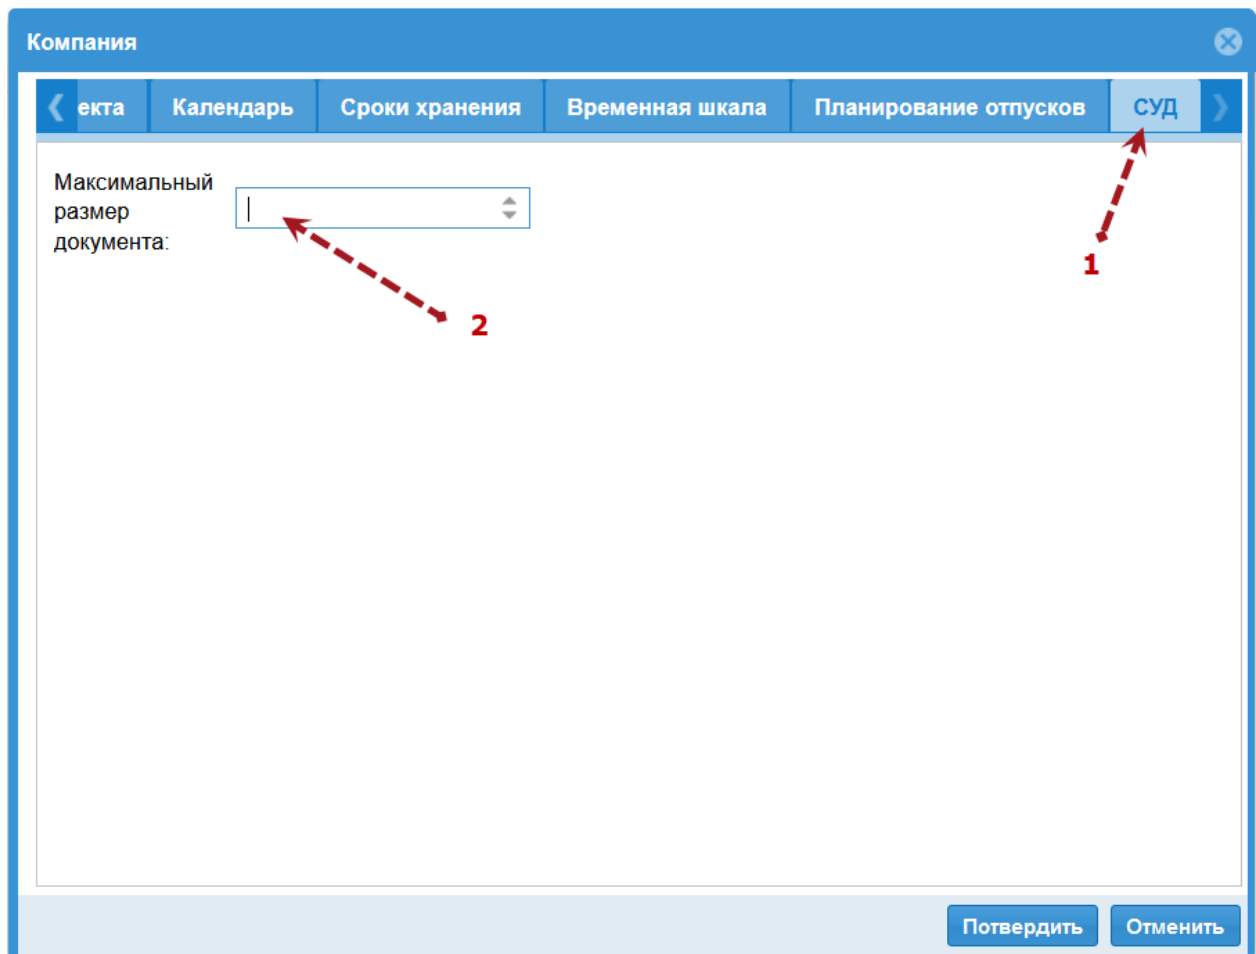 Компания
екта Календарь Сроки хранения Временная шкала Планирование отпусков СУД
Максимальный
размер
документа:
1
2
Потвердить Отменить